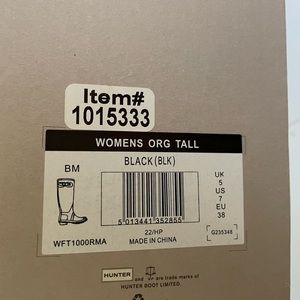 Item#
1015333
WOMENS ORG TALL
BM
BLACK(BLK)
UK
5
US
7
EU
38
5 013441 352855
22/HP
WFT1000RMA
MADE IN CHINA
G235348
HUNTER and are trade marks of
HUNTER BOOT LIMITED.